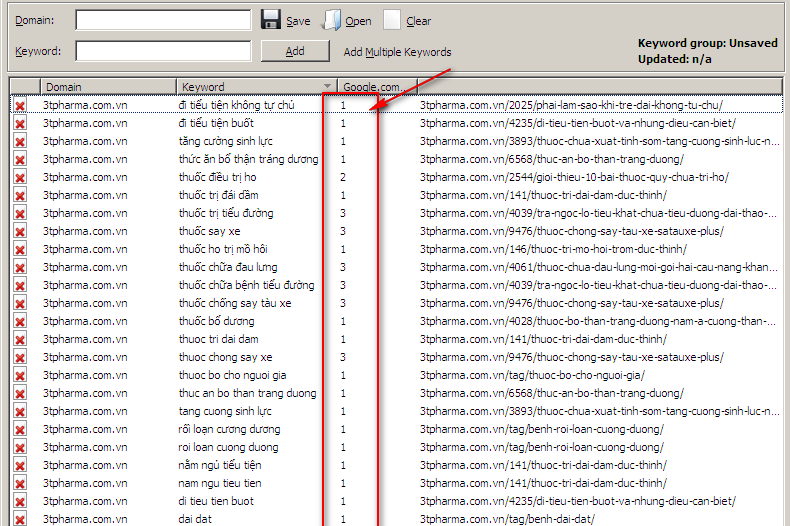 Domain: Save Open Clear
Keyword: Add Add Multiple Keywords
Keyword group: Unsaved
Updated: n/a
Domain Keyword Google.com...
3tpharma.com.vn đi tiểu tiện không tự chủ 1 3tpharma.com.vn/2025/phai-lam-sao-khi-tre-dai-khong-tu-chu/
3tpharma.com.vn đi tiểu tiện buốt 1 3tpharma.com.vn/4235/di-tieu-tien-buot-va-nhung-dieu-can-biet/
3tpharma.com.vn tăng cường sinh lực 1 3tpharma.com.vn/3893/thuoc-chua-xuat-tinh-som-tang-cuong-sinh-luc-n...
3tpharma.com.vn thức ăn bổ thận tráng dương 1 3tpharma.com.vn/6568/thuc-an-bo-than-trang-duong/
3tpharma.com.vn thuốc điều trị ho 2 3tpharma.com.vn/2544/gioi-thieu-10-bai-thuoc-quy-chua-tri-ho/
3tpharma.com.vn thuốc trị đái dầm 1 3tpharma.com.vn/141/thuoc-tri-dai-dam-duc-thinh/
3tpharma.com.vn thuốc trị tiểu đường 3 3tpharma.com.vn/4039/tra-ngoc-lo-tieu-khat-chua-tieu-duong-dai-thao-...
3tpharma.com.vn thuốc say xe 3 3tpharma.com.vn/9476/thuoc-chong-say-tau-xe-satauxe-plus/
3tpharma.com.vn thuốc ho trị mồ hôi 1 3tpharma.com.vn/146/thuoc-tri-mo-hoi-trom-duc-thinh/
3tpharma.com.vn thuốc chữa đau lưng 3 3tpharma.com.vn/4061/thuoc-chua-dau-lung-moi-goi-hai-cau-nang-khan...
3tpharma.com.vn thuốc chữa bệnh tiểu đường 3 3tpharma.com.vn/4039/tra-ngoc-lo-tieu-khat-chua-tieu-duong-dai-thao-...
3tpharma.com.vn thuốc chống say tàu xe 3 3tpharma.com.vn/9476/thuoc-chong-say-tau-xe-satauxe-plus/
3tpharma.com.vn thuốc bổ dương 1 3tpharma.com.vn/4028/thuoc-bo-than-trang-duong-nam-a-cuong-than-...
3tpharma.com.vn thuoc tri dai dam 1 3tpharma.com.vn/141/thuoc-tri-dai-dam-duc-thinh/
3tpharma.com.vn thuoc chong say xe 3 3tpharma.com.vn/9476/thuoc-chong-say-tau-xe-satauxe-plus/
3tpharma.com.vn thuoc bo cho nguoi gia 1 3tpharma.com.vn/tag/thuoc-bo-cho-nguoi-gia/
3tpharma.com.vn thuc an bo than trang duong 1 3tpharma.com.vn/6568/thuc-an-bo-than-trang-duong/
3tpharma.com.vn tang cuong sinh lực 1 3tpharma.com.vn/3893/thuoc-chua-xuat-tinh-som-tang-cuong-sinh-luc-n...
3tpharma.com.vn rối loạn cương dương 1 3tpharma.com.vn/tag/benh-roi-loan-cuong-duong/
3tpharma.com.vn roi loan cuong duong 1 3tpharma.com.vn/tag/benh-roi-loan-cuong-duong/
3tpharma.com.vn nằm ngủ tiểu tiện 1 3tpharma.com.vn/141/thuoc-tri-dai-dam-duc-thinh/
3tpharma.com.vn nam ngu tieu tien 1 3tpharma.com.vn/141/thuoc-tri-dai-dam-duc-thinh/
3tpharma.com.vn di tieu tien buot 1 3tpharma.com.vn/4235/di-tieu-tien-buot-va-nhung-dieu-can-biet/
3tpharma.com.vn dai dat 1 3tpharma.com.vn/tag/benh-dai-dat/